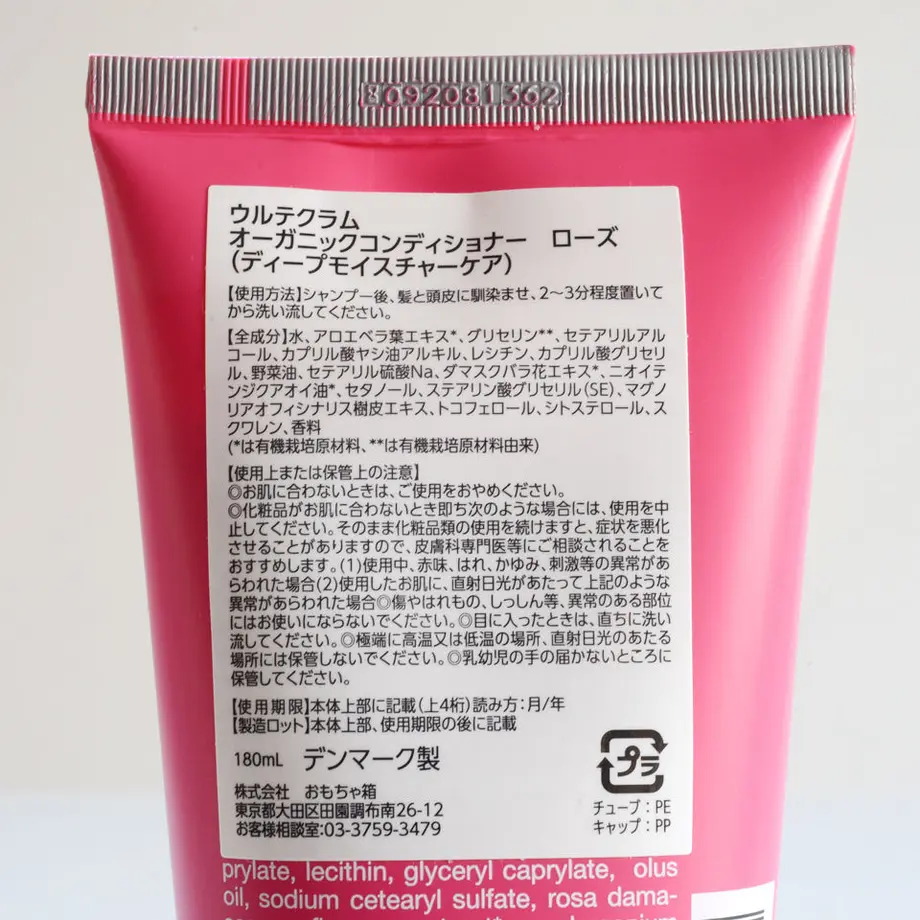 8092081362
ウルテクラム
オーガニックコンディショナー　ローズ
(ディープモイスチャーケア)
【使用方法】シャンプー後、髪と頭皮に馴染ませ、2〜3分程度置いて
から洗い流してください。
【全成分】水、アロエベラ葉エキス*、グリセリン**、セテアリルアル
コール、カプリル酸ヤシ油アルキル、レシチン、カプリル酸グリセリ
ル、野菜油、セテアリル硫酸Na、ダマスクバラ花エキス*、ニオイテ
ンジクアオイ油*、セタノール、ステアリン酸グリセリル(SE)、マグノ
リアオフィシナリス樹皮エキス、トコフェロール、シトステロール、ス
クワレン、香料
(*は有機栽培原材料、**は有機栽培原材料由来)
【使用上または保管上の注意】
◎お肌に合わないときは、ご使用をおやめください。
◎化粧品がお肌に合わないとき即ち次のような場合には、使用を中
止してください。そのまま化粧品類の使用を続けますと、症状を悪化
させることがありますので、皮膚科専門医等にご相談されることを
おすすめします。(1)使用中、赤味、はれ、かゆみ、刺激等の異常があ
らわれた場合(2)使用したお肌に、直射日光があたって上記のような
異常があらわれた場合◎傷やはれもの、しっしん等、異常のある部位
にはお使いにならないでください。◎目に入ったときは、直ちに洗い
流してください。◎極端に高温又は低温の場所、直射日光のあたる
場所には保管しないでください。◎乳幼児の手の届かないところに
保管してください。
【使用期限】本体上部に記載(上4桁)読み方:月/年
【製造ロット】本体上部、使用期限の後に記載
180mL　デンマーク製
プラ
株式会社　おもちゃ箱
東京都大田区田園調布南26-12
お客様相談室:03-3759-3479
チューブ:PE
キャップ:PP
prylate, lecithin, glyceryl caprylate, olus
oil, sodium cetearyl sulfate, rosa dama-